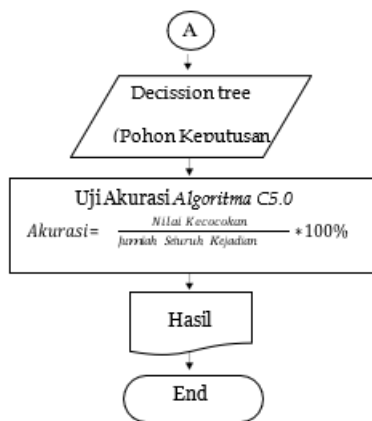 A
Decission tree
(Pohon Keputusan
Uji Akurasi Algoritma C5.0
Akurasi= Nilai Kecocokan / Jumlah Seluruh Kejadian *100%
Hasil
End